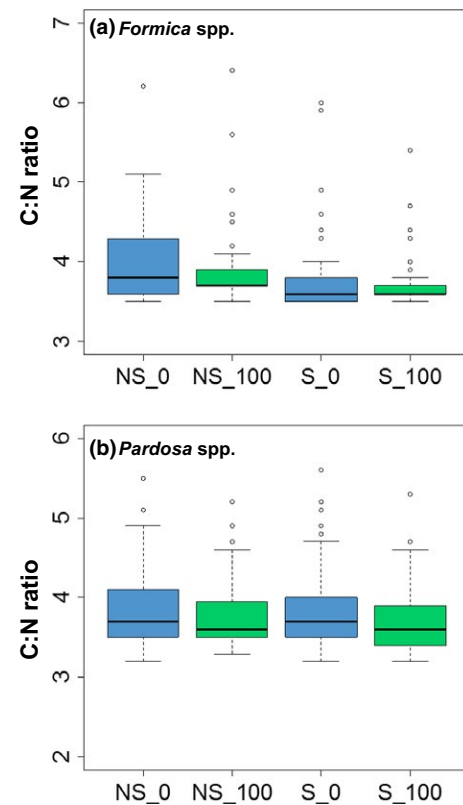 (a) Formica spp.
C:N ratio
7
6
5
4
3
NS_0 NS_100 S_0 S_100
(b) Pardosa spp.
C:N ratio
6
5
4
3
2
NS_0 NS_100 S_0 S_100